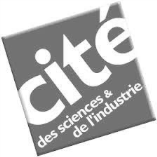 cité
des sciences &
de l'industrie